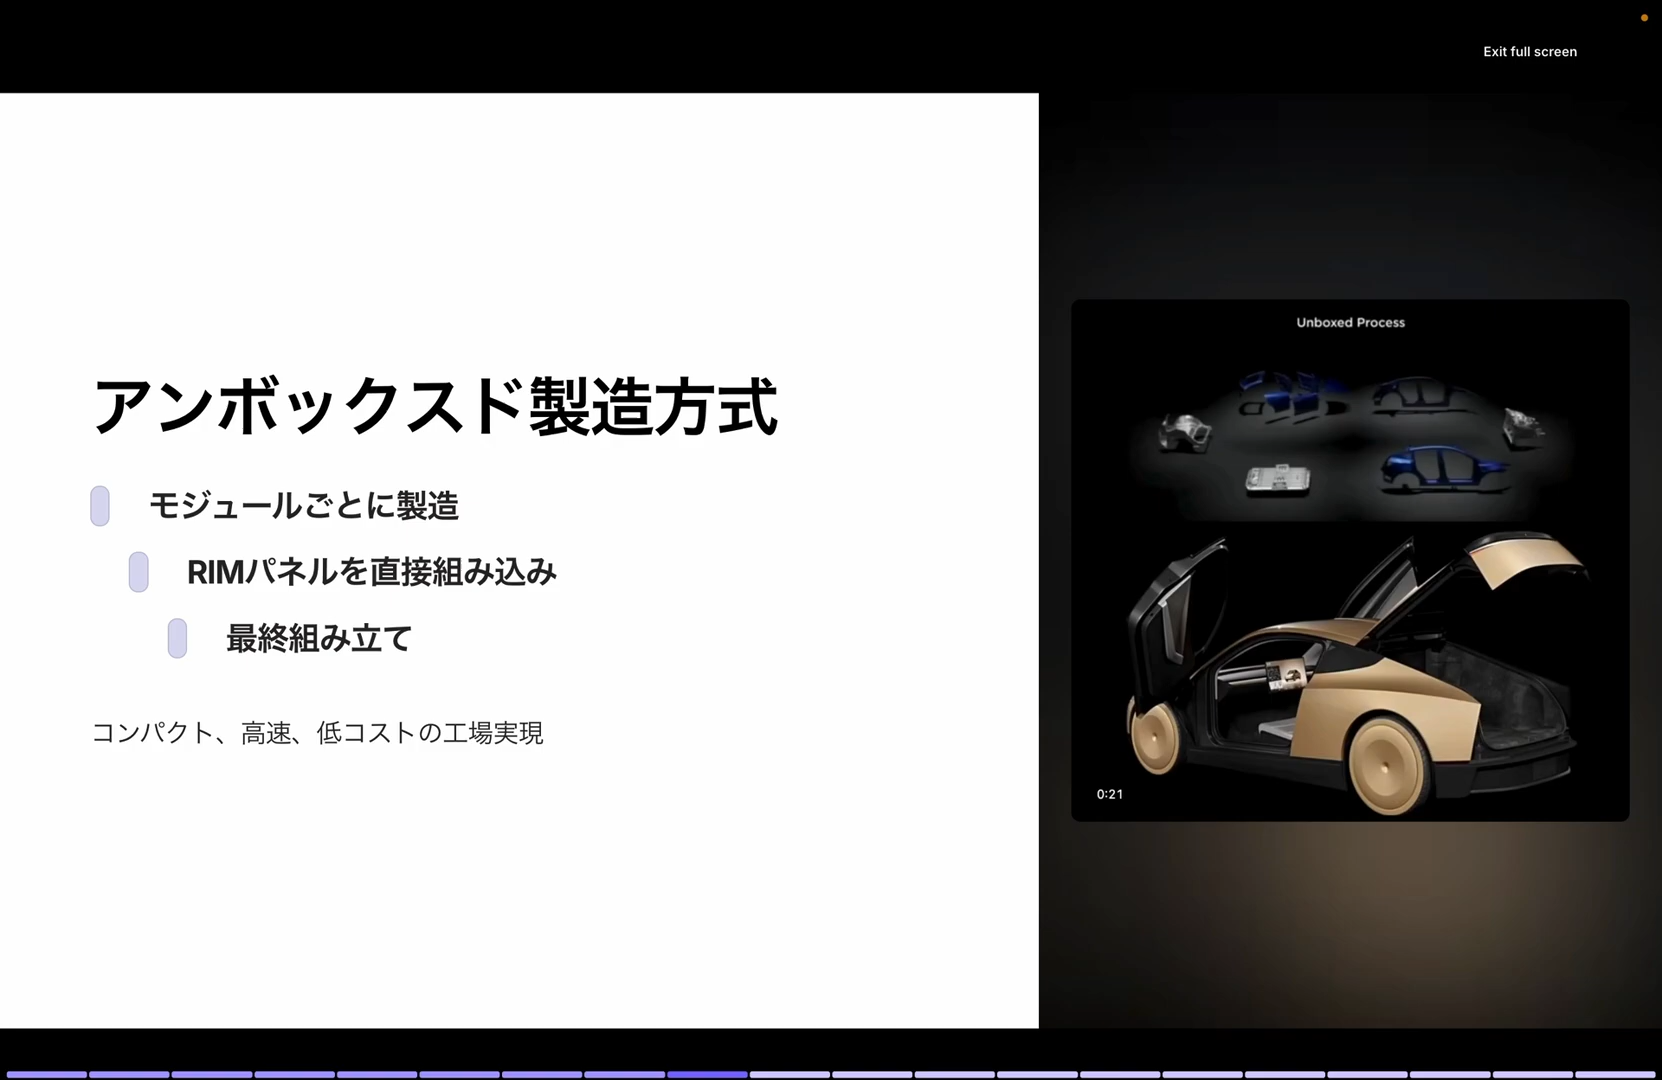 Exit full screen
アンボックスド製造方式
モジュールごとに製造
RIMパネルを直接組み込み
最終組み立て
コンパクト、高速、低コストの工場実現
Unboxed Process
0:21